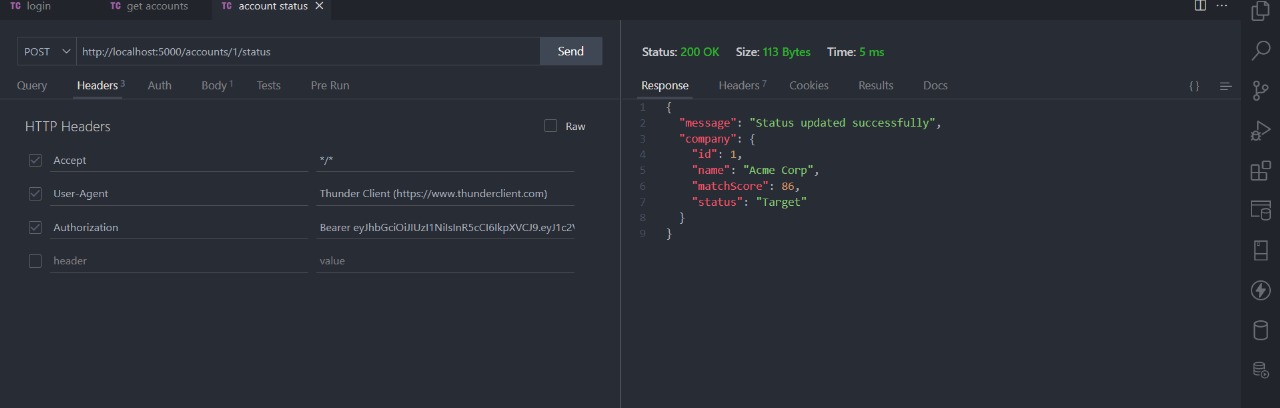 TC login TC get accounts TC account status
POST http://localhost:5000/accounts/1/status Send
Query Headers 3 Auth Body 1 Tests Pre Run
HTTP Headers Raw
Accept */*
User-Agent Thunder Client (https://www.thunderclient.com)
Authorization Bearer eyJhbGciOiJIUzI1NiIsInR5cCI6IkpXVCJ9.eyJ1c2V
header value
Status: 200 OK Size: 113 Bytes Time: 5 ms
Response Headers 7 Cookies Results Docs { }
1 {
2 "message": "Status updated successfully",
3 "company": {
4 "id": 1,
5 "name": "Acme Corp",
6 "matchScore": 86,
7 "status": "Target"
8 }
9 }